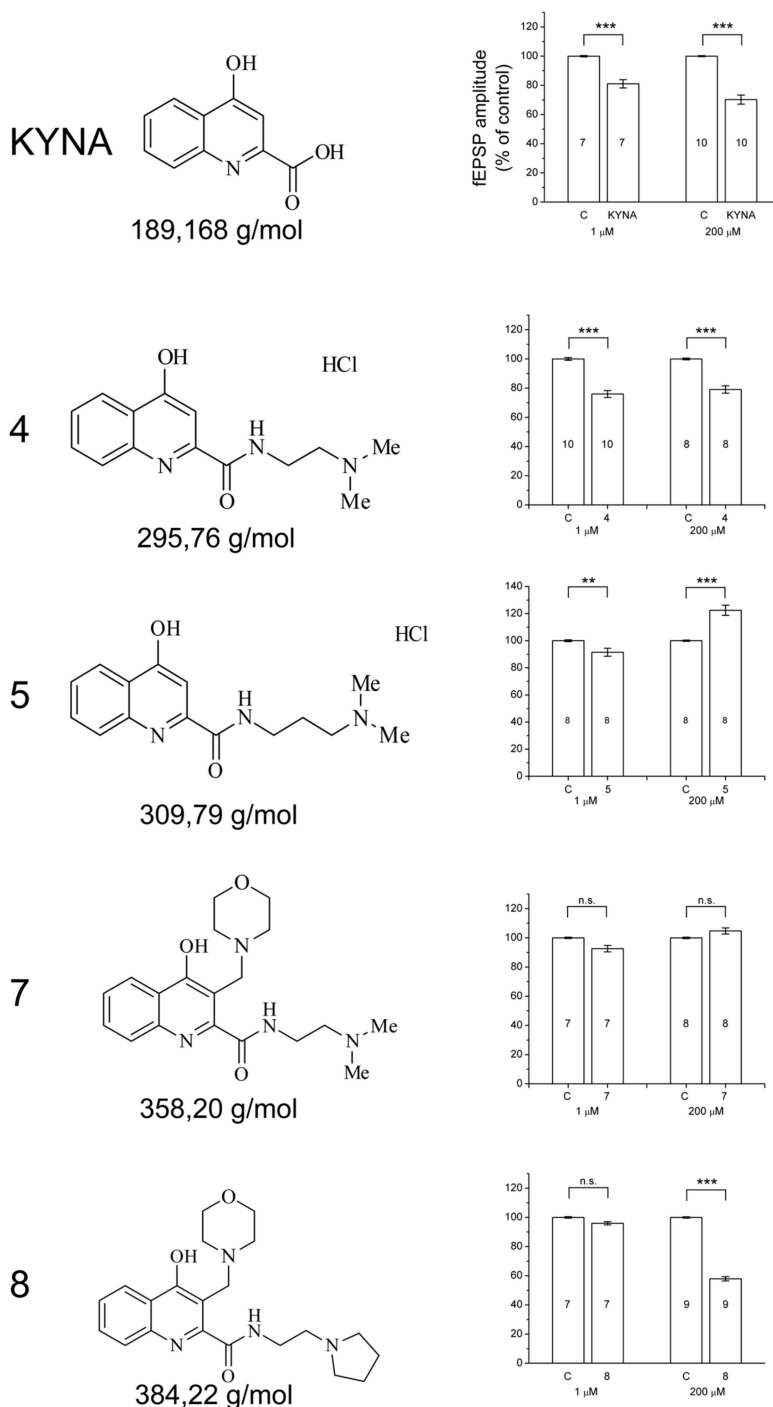 KYNA
OH
N
OH
O
189,168 g/mol
fEPSP amplitude
(% of control)
120
100
80
60
40
20
0
***
***
7
7
10
10
C
KYNA
C
KYNA
1 μM
200 μM
4
OH
HCl
H
N
N
Me
N
O
Me
295,76 g/mol
120
100
80
60
40
20
0
***
***
10
10
8
8
C
4
C
4
1 μM
200 μM
5
OH
HCl
H
N
Me
N
N
Me
O
309,79 g/mol
140
120
100
80
60
40
20
0
**
***
8
8
8
8
C
5
C
5
1 μM
200 μM
7
O
OH
N
H
N
Me
N
N
O
Me
358,20 g/mol
120
100
80
60
40
20
0
n.s.
n.s.
7
7
8
8
C
7
C
7
1 μM
200 μM
8
O
OH
N
H
N
N
N
O
384,22 g/mol
120
100
80
60
40
20
0
n.s.
***
7
7
9
9
C
8
C
8
1 μM
200 μM